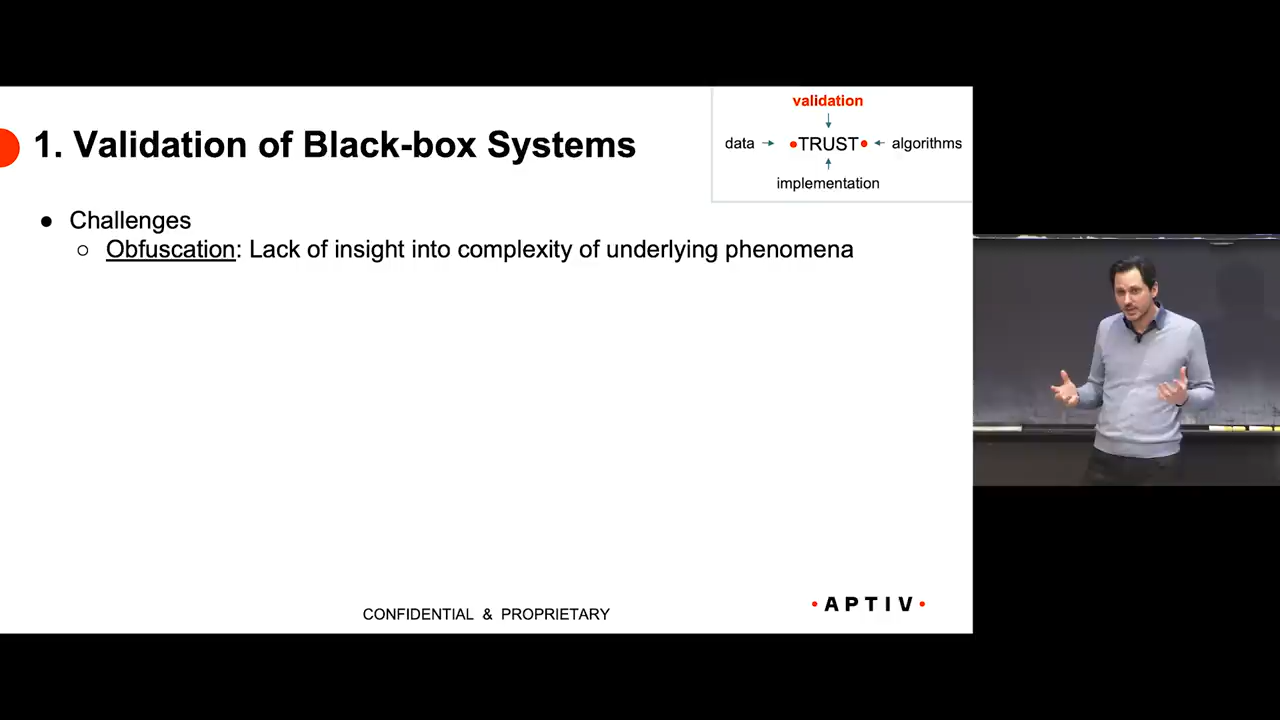 validation
1. Validation of Black-box Systems
data → •TRUST• ← algorithms
implementation
● Challenges
○ Obfuscation: Lack of insight into complexity of underlying phenomena
CONFIDENTIAL & PROPRIETARY
• A P T I V •